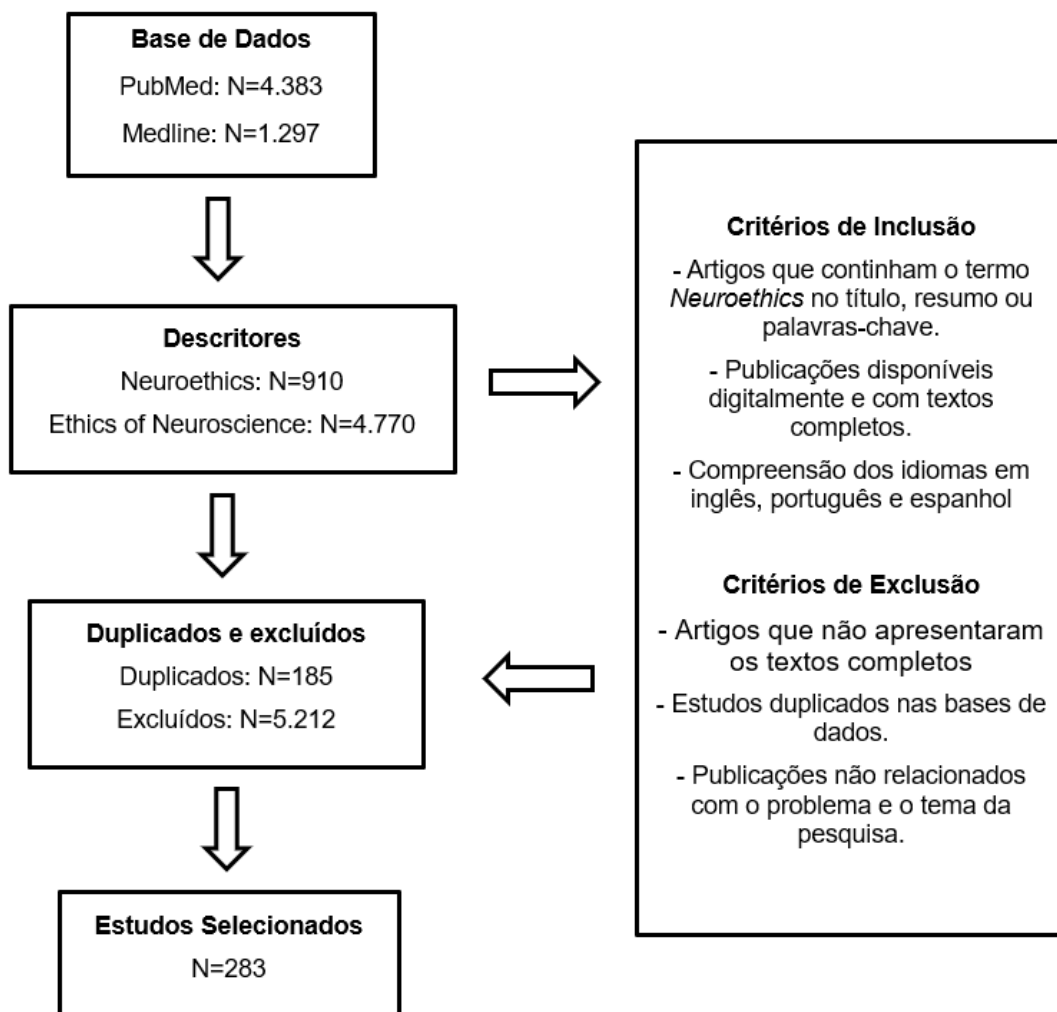 Base de Dados
PubMed: N=4.383
Medline: N=1.297
Descritores
Neuroethics: N=910
Ethics of Neuroscience: N=4.770
Duplicados e excluídos
Duplicados: N=185
Excluídos: N=5.212
Estudos Selecionados
N=283
Critérios de Inclusão
- Artigos que continham o termo
Neuroethics no título, resumo ou
palavras-chave.
- Publicações disponíveis
digitalmente e com textos
completos.
- Compreensão dos idiomas em
inglês, português e espanhol
Critérios de Exclusão
- Artigos que não apresentaram
os textos completos
- Estudos duplicados nas bases de
dados.
- Publicações não relacionados
com o problema e o tema da
pesquisa.